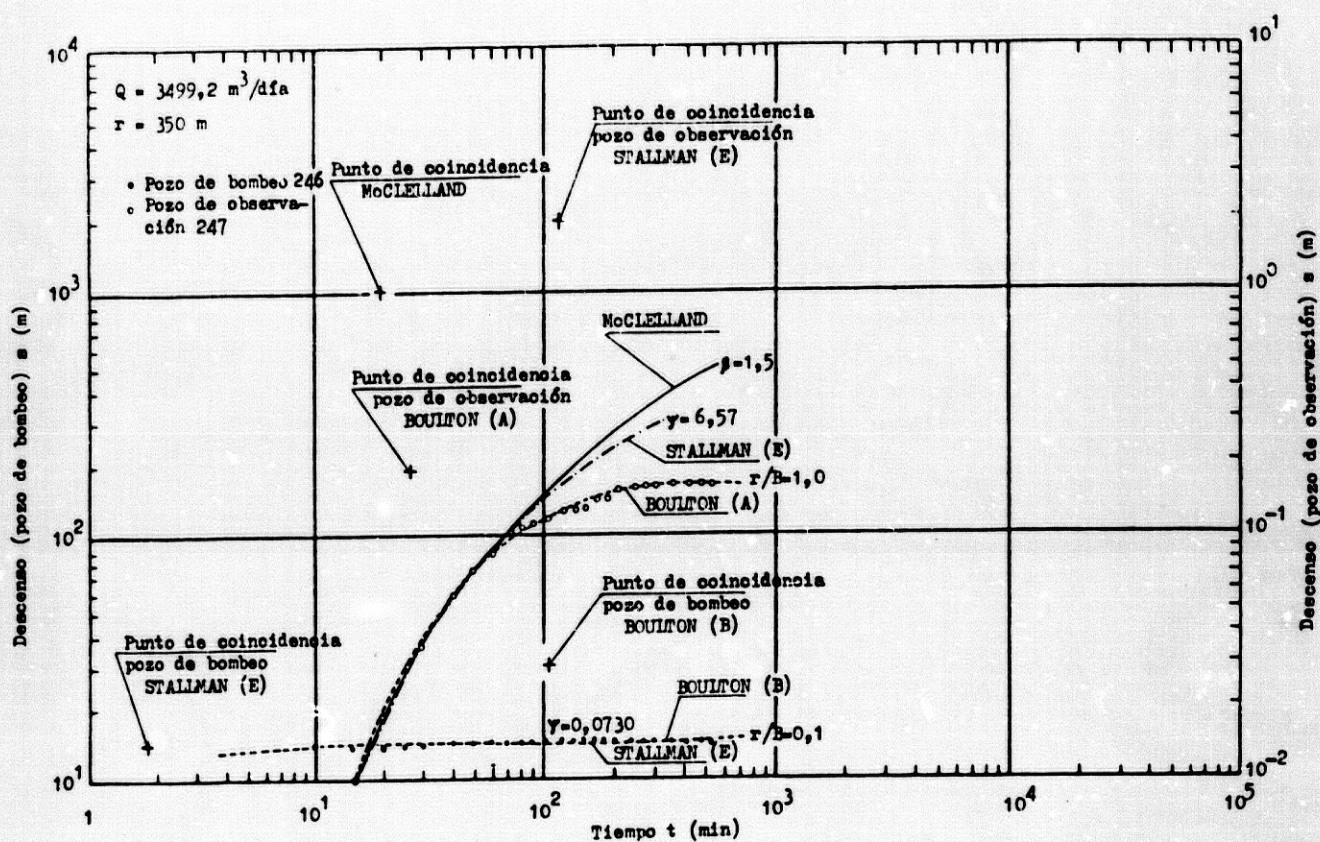 Q = 3499,2 m³/día
r = 350 m
• Pozo de bombeo 246
o Pozo de observa-
ción 247
Punto de coincidencia
McCLELLAND
Punto de coincidencia
pozo de observación
STALLMAN (E)
Punto de coincidencia
pozo de observación
BOULTON (A)
McCLELLAND
β=1,5
γ=6,57
STALLMAN (E)
r/B=1,0
BOULTON (A)
Punto de coincidencia
pozo de bombeo
BOULTON (B)
Punto de coincidencia
pozo de bombeo
STALLMAN (E)
BOULTON (B)
Ψ=0,0730
r/B=0,1
STALLMAN (E)
Descenso (pozo de bombeo) s (m)
10⁴
10³
10²
10¹
Descenso (pozo de observación) s (m)
10¹
10⁰
10⁻¹
10⁻²
1
10¹
10²
10³
10⁴
10⁵
Tiempo t (min)